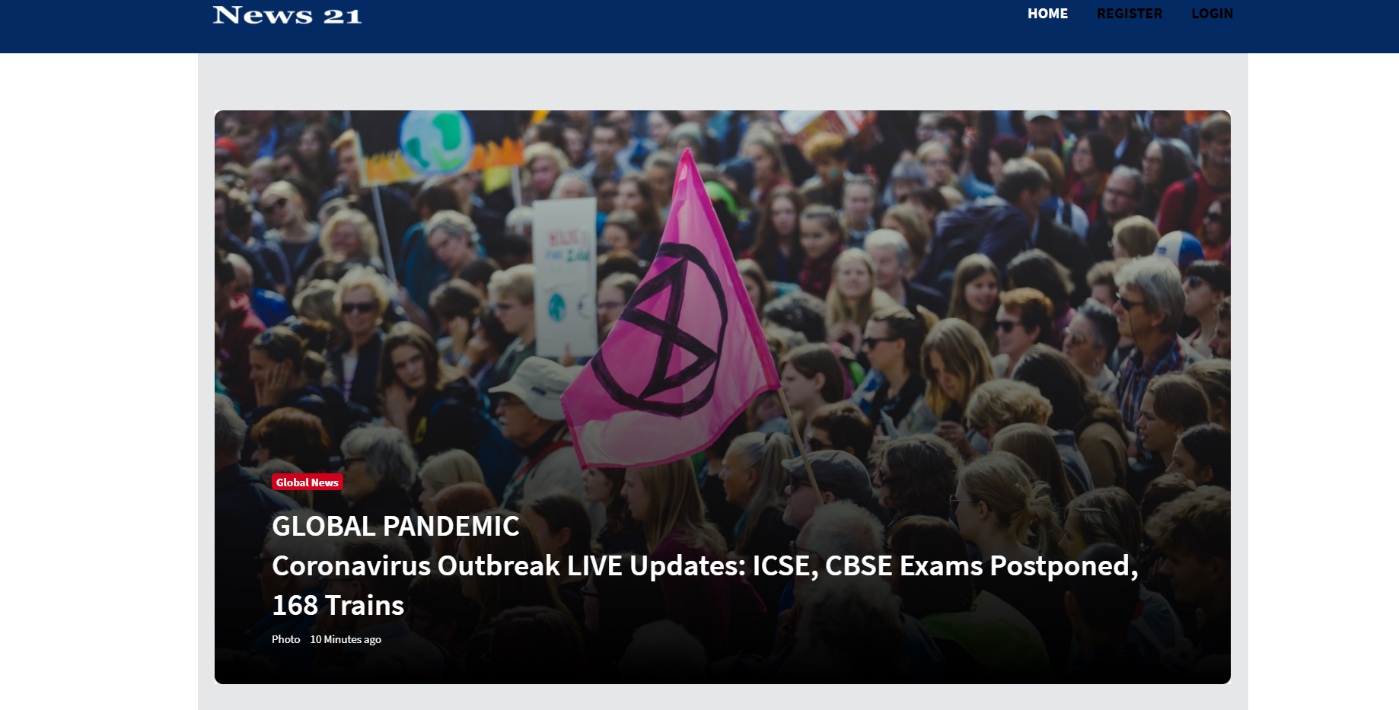 News 21
HOME REGISTER LOGIN
Global News
GLOBAL PANDEMIC
Coronavirus Outbreak LIVE Updates: ICSE, CBSE Exams Postponed,
168 Trains
Photo 10 Minutes ago